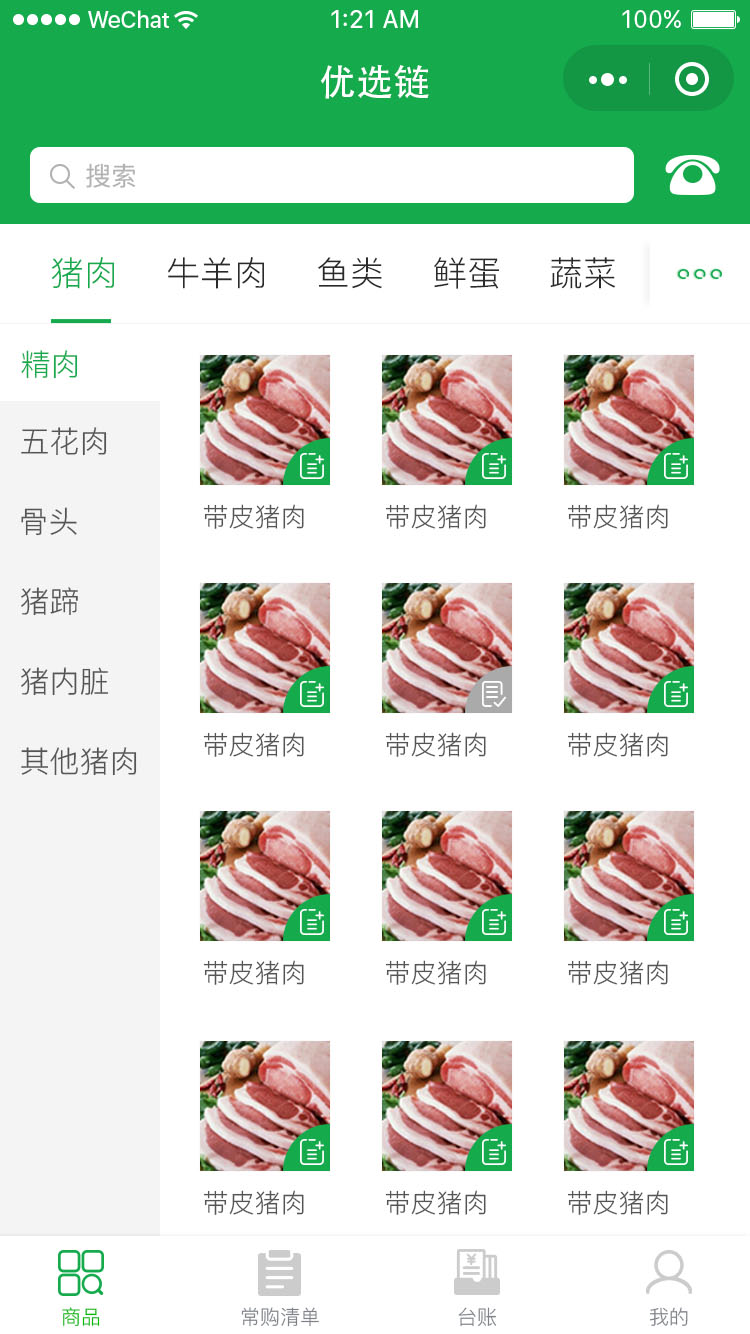 WeChat 1:21 AM 100%
优选链
搜索
猪肉 牛羊肉 鱼类 鲜蛋 蔬菜
精肉
五花肉
骨头
猪蹄
猪内脏
其他猪肉
带皮猪肉 带皮猪肉 带皮猪肉
带皮猪肉 带皮猪肉 带皮猪肉
带皮猪肉 带皮猪肉 带皮猪肉
带皮猪肉 带皮猪肉 带皮猪肉
商品 常购清单 台账 我的